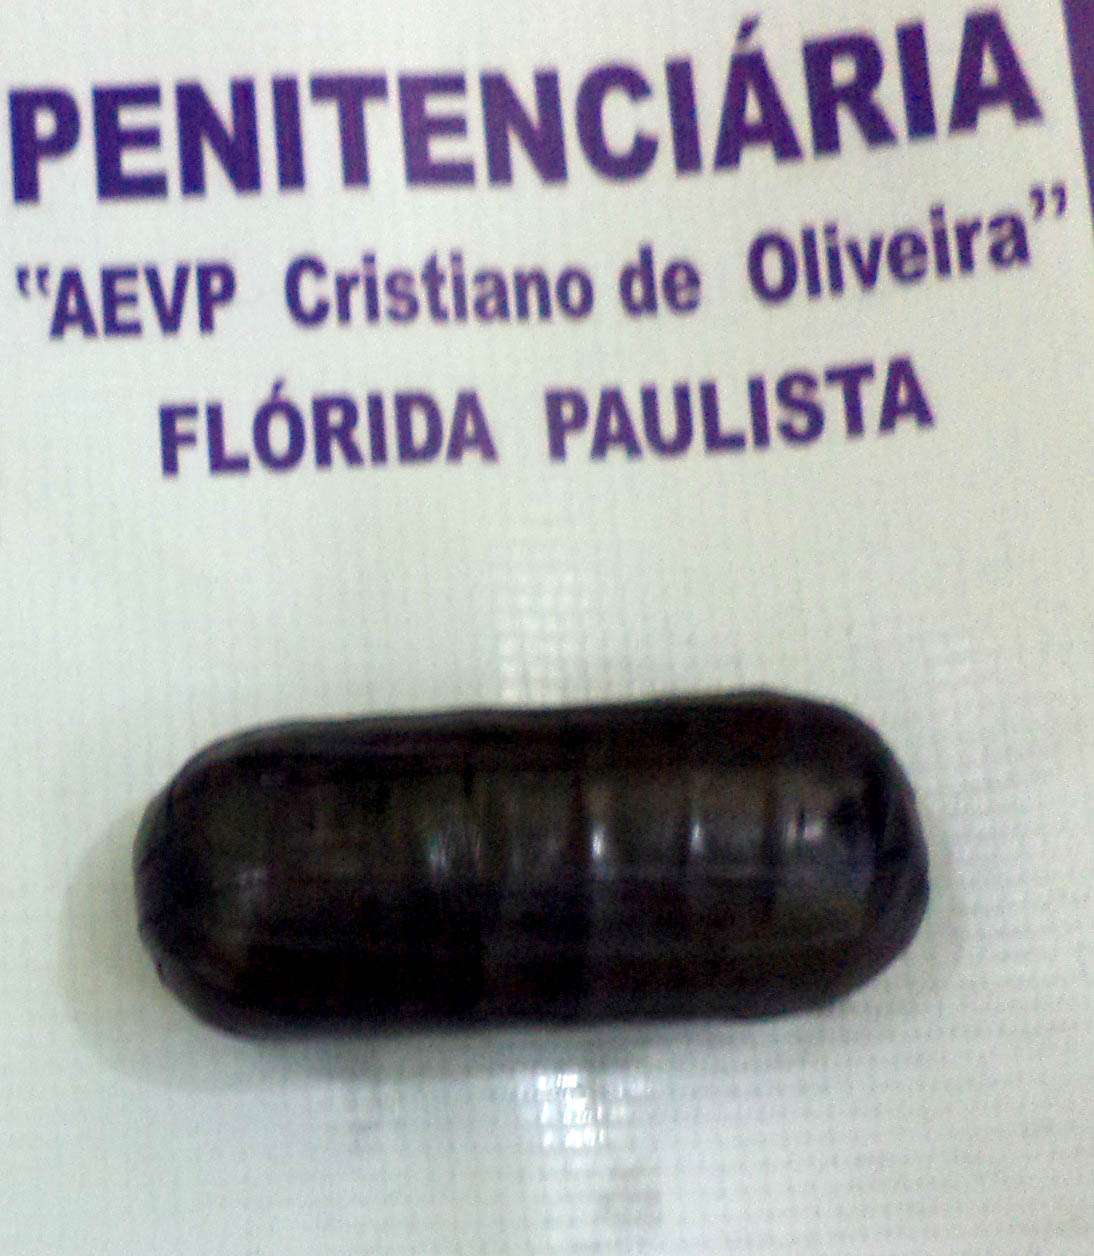 PENITENCIÁRIA
"AEVP Cristiano de Oliveira"
FLÓRIDA PAULISTA